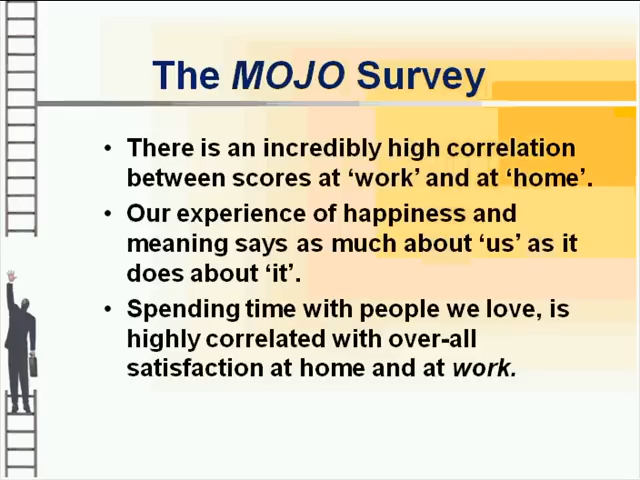 The MOJO Survey
• There is an incredibly high correlation
between scores at ‘work’ and at ‘home’.
• Our experience of happiness and
meaning says as much about ‘us’ as it
does about ‘it’.
• Spending time with people we love, is
highly correlated with over-all
satisfaction at home and at work.